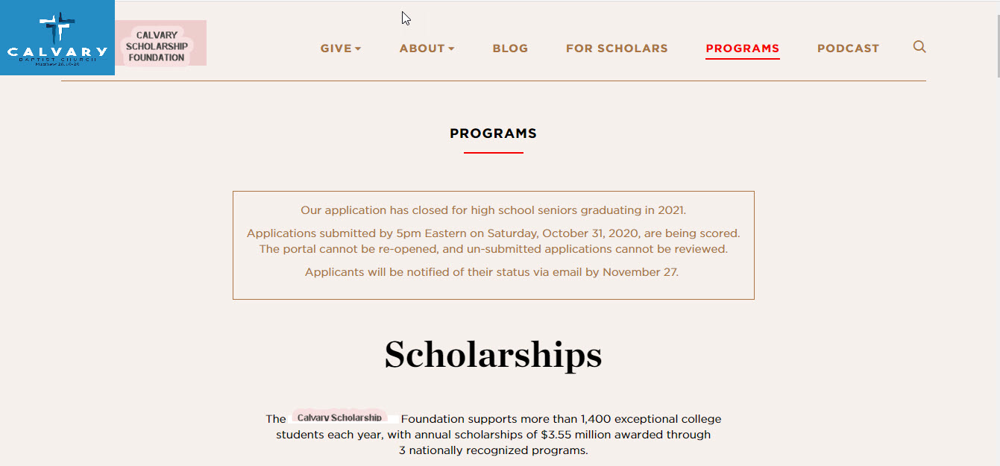 CALVARY
BAPTIST CHURCH
CALVARY
SCHOLARSHIP
FOUNDATION
GIVE
ABOUT
BLOG
FOR SCHOLARS
PROGRAMS
PODCAST
PROGRAMS
Our application has closed for high school seniors graduating in 2021.
Applications submitted by 5pm Eastern on Saturday, October 31, 2020, are being scored.
The portal cannot be re-opened, and un-submitted applications cannot be reviewed.
Applicants will be notified of their status via email by November 27.
Scholarships
The Calvary Scholarship Foundation supports more than 1,400 exceptional college
students each year, with annual scholarships of $3.55 million awarded through
3 nationally recognized programs.